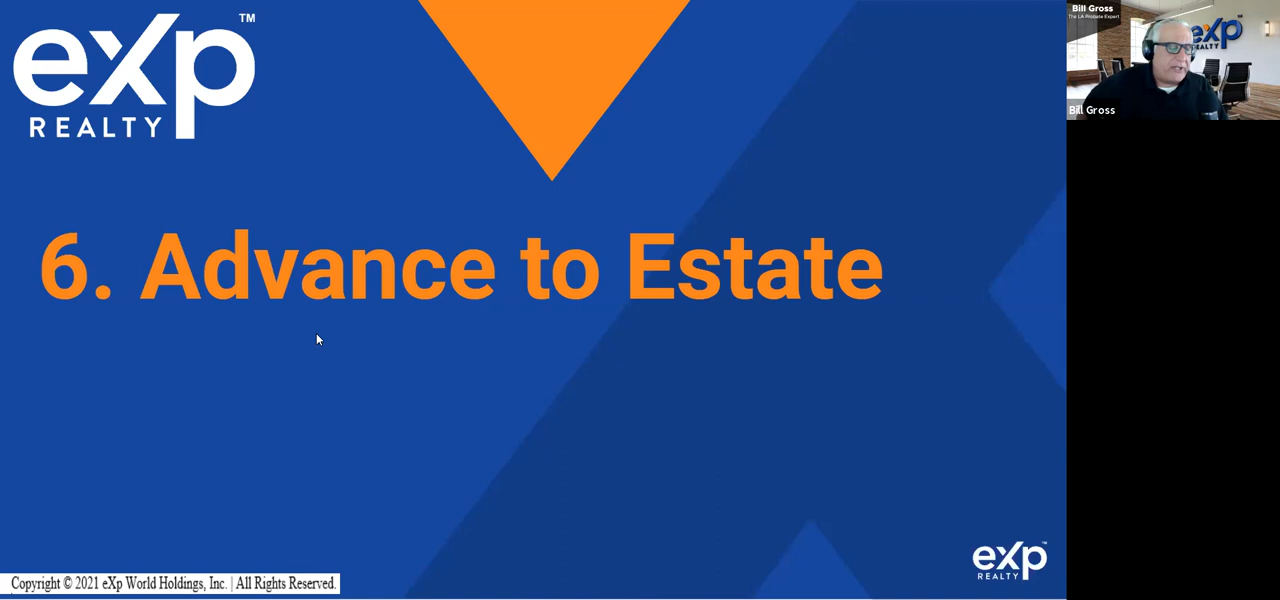 eXp
REALTY
TM
6. Advance to Estate
Copyright © 2021 eXp World Holdings, Inc. | All Rights Reserved.
eXp
REALTY
Bill Gross
The LA Probate Expert
eXp
REALTY
Bill Gross